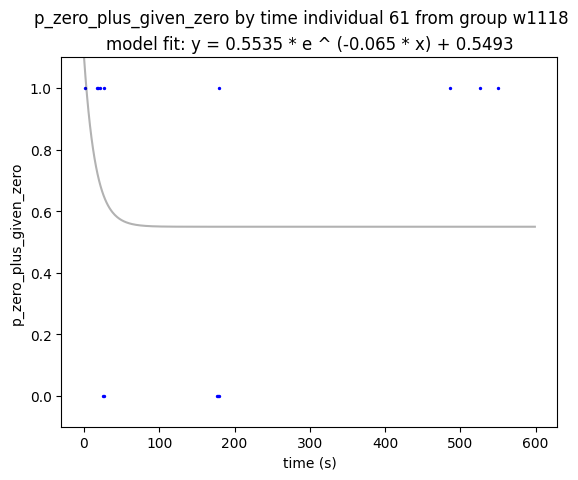 p_zero_plus_given_zero by time individual 61 from group w1118
model fit: y = 0.5535 * e ^ (-0.065 * x) + 0.5493
p_zero_plus_given_zero
1.0
0.8
0.6
0.4
0.2
0.0
0 100 200 300 400 500 600
time (s)